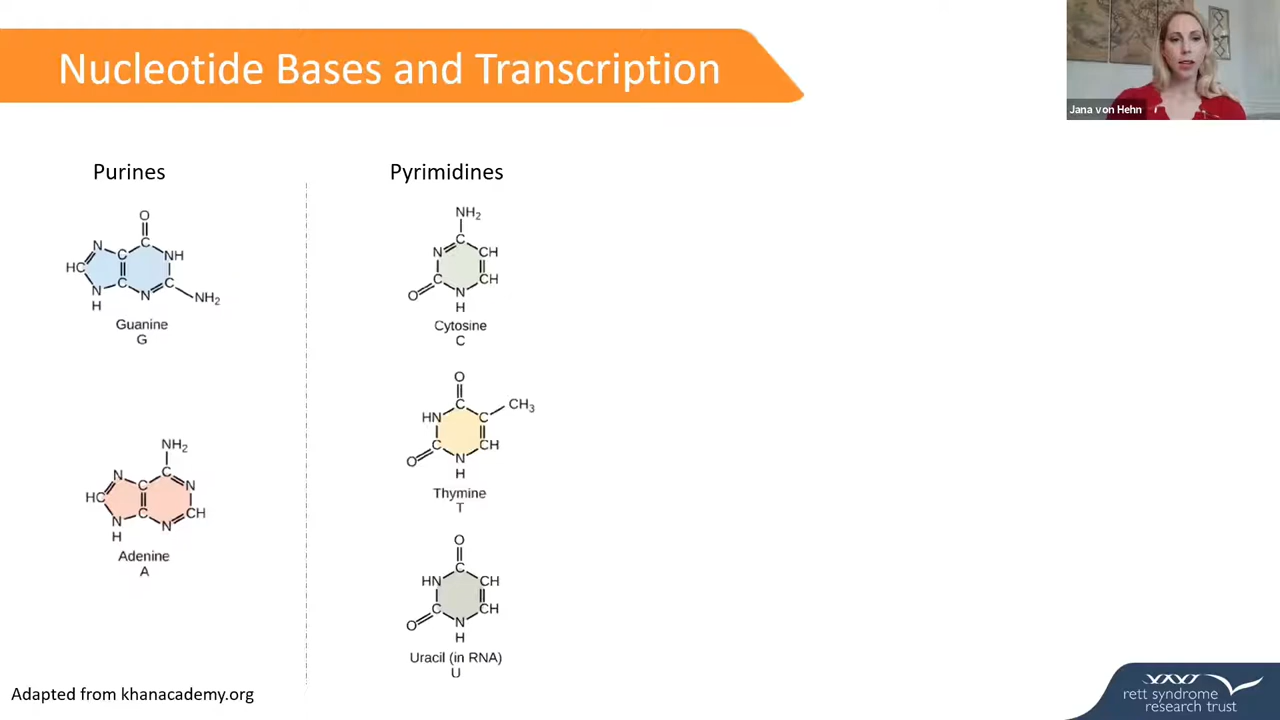 Nucleotide Bases and Transcription
Jana von Hehn
Purines
Pyrimidines
O
N
C
NH
HC
C
C
N
N
C
NH₂
H
Guanine
G
NH₂
N
C
CH
C
CH
O
N
H
Cytosine
C
O
HN
C
C
CH₃
C
CH
O
N
H
Thymine
T
NH₂
N
C
C
N
HC
C
CH
N
N
H
Adenine
A
O
HN
C
CH
C
CH
O
N
H
Uracil (in RNA)
U
Adapted from khanacademy.org
rett syndrome
research trust